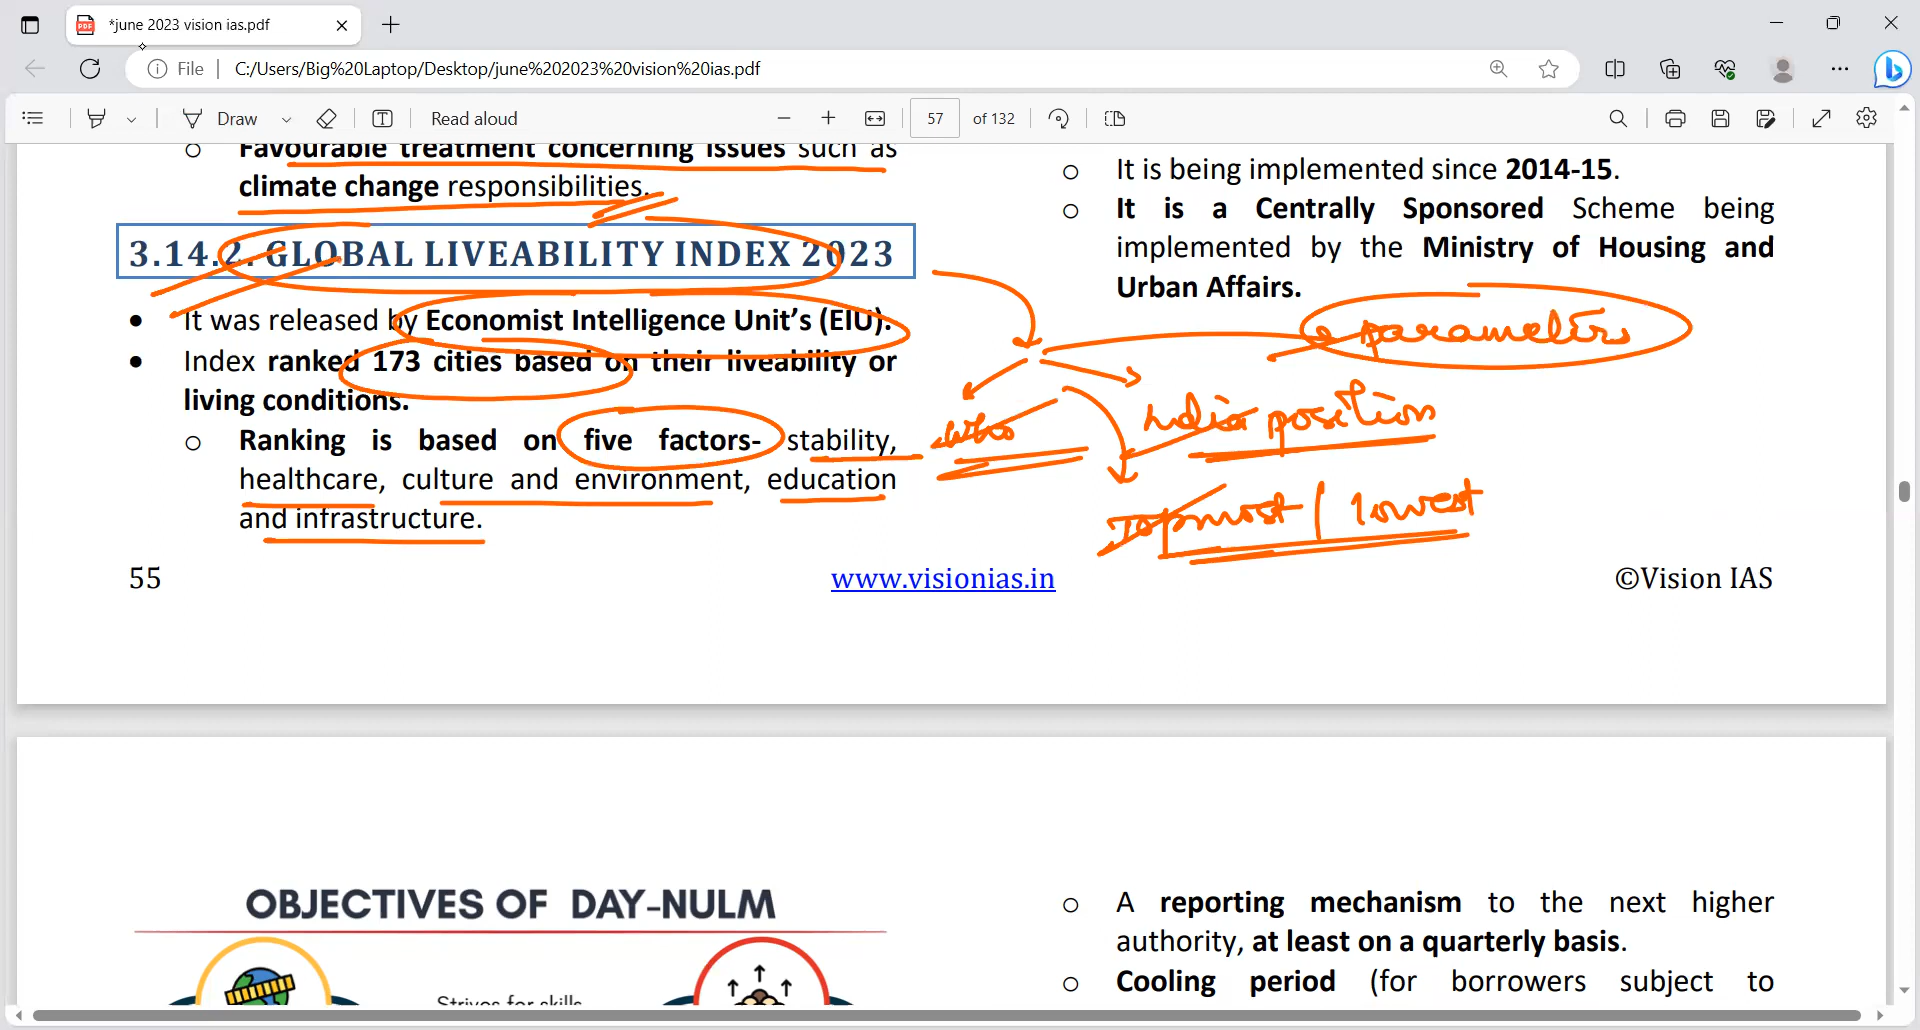 *june 2023 vision ias.pdf
File
C:/Users/Big%20Laptop/Desktop/june%202023%20vision%20ias.pdf
Draw
Read aloud
57
of 132
Favourable treatment concerning issues such as
climate change responsibilities.
3.14.2. GLOBAL LIVEABILITY INDEX 2023
• It was released by Economist Intelligence Unit's (EIU).
• Index ranked 173 cities based on their liveability or
living conditions.
o Ranking is based on five factors- stability,
healthcare, culture and environment, education
and infrastructure.
o It is being implemented since 2014-15.
o It is a Centrally Sponsored Scheme being
implemented by the Ministry of Housing and
Urban Affairs.
parameters
who
India position
Topmost / lowest
55
www.visionias.in
©Vision IAS
OBJECTIVES OF DAY-NULM
Strives for skills
o A reporting mechanism to the next higher
authority, at least on a quarterly basis.
o Cooling period (for borrowers subject to